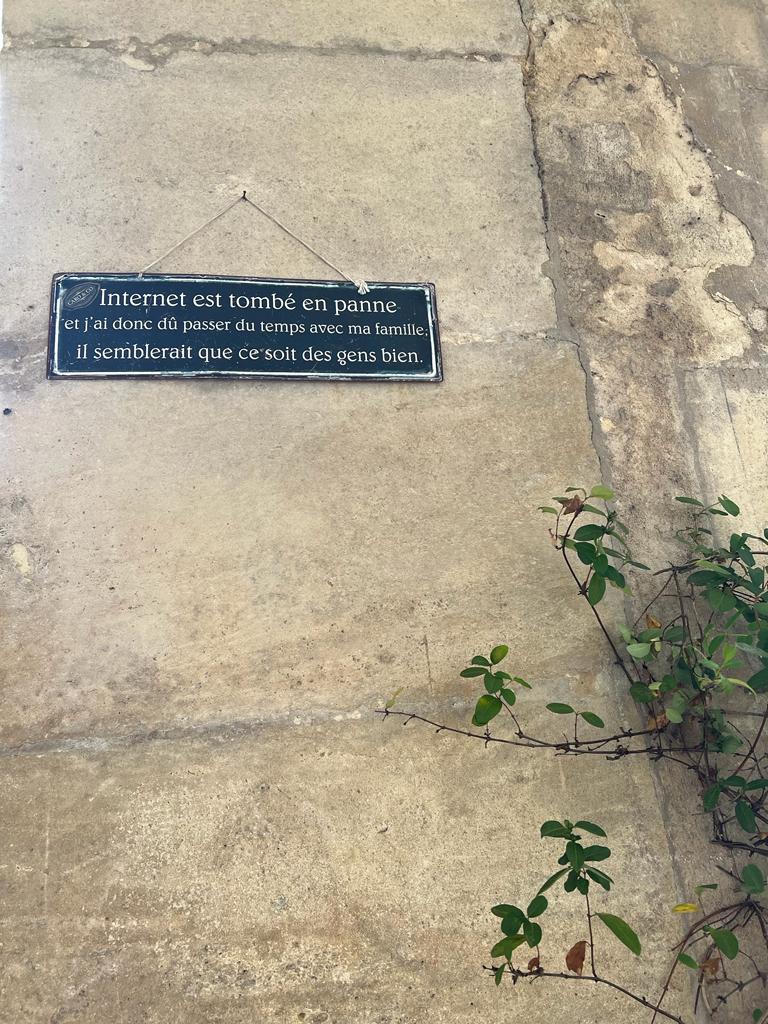 Internet est tombé en panne
et j'ai donc dû passer du temps avec ma famille;
il semblerait que ce soit des gens bien.